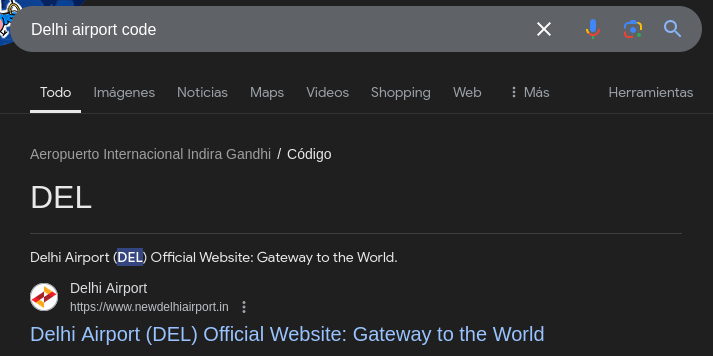 Delhi airport code
Todo Imágenes Noticias Maps Videos Shopping Web Más Herramientas
Aeropuerto Internacional Indira Gandhi / Código
DEL
Delhi Airport (DEL) Official Website: Gateway to the World.
Delhi Airport
https://www.newdelhiairport.in
Delhi Airport (DEL) Official Website: Gateway to the World